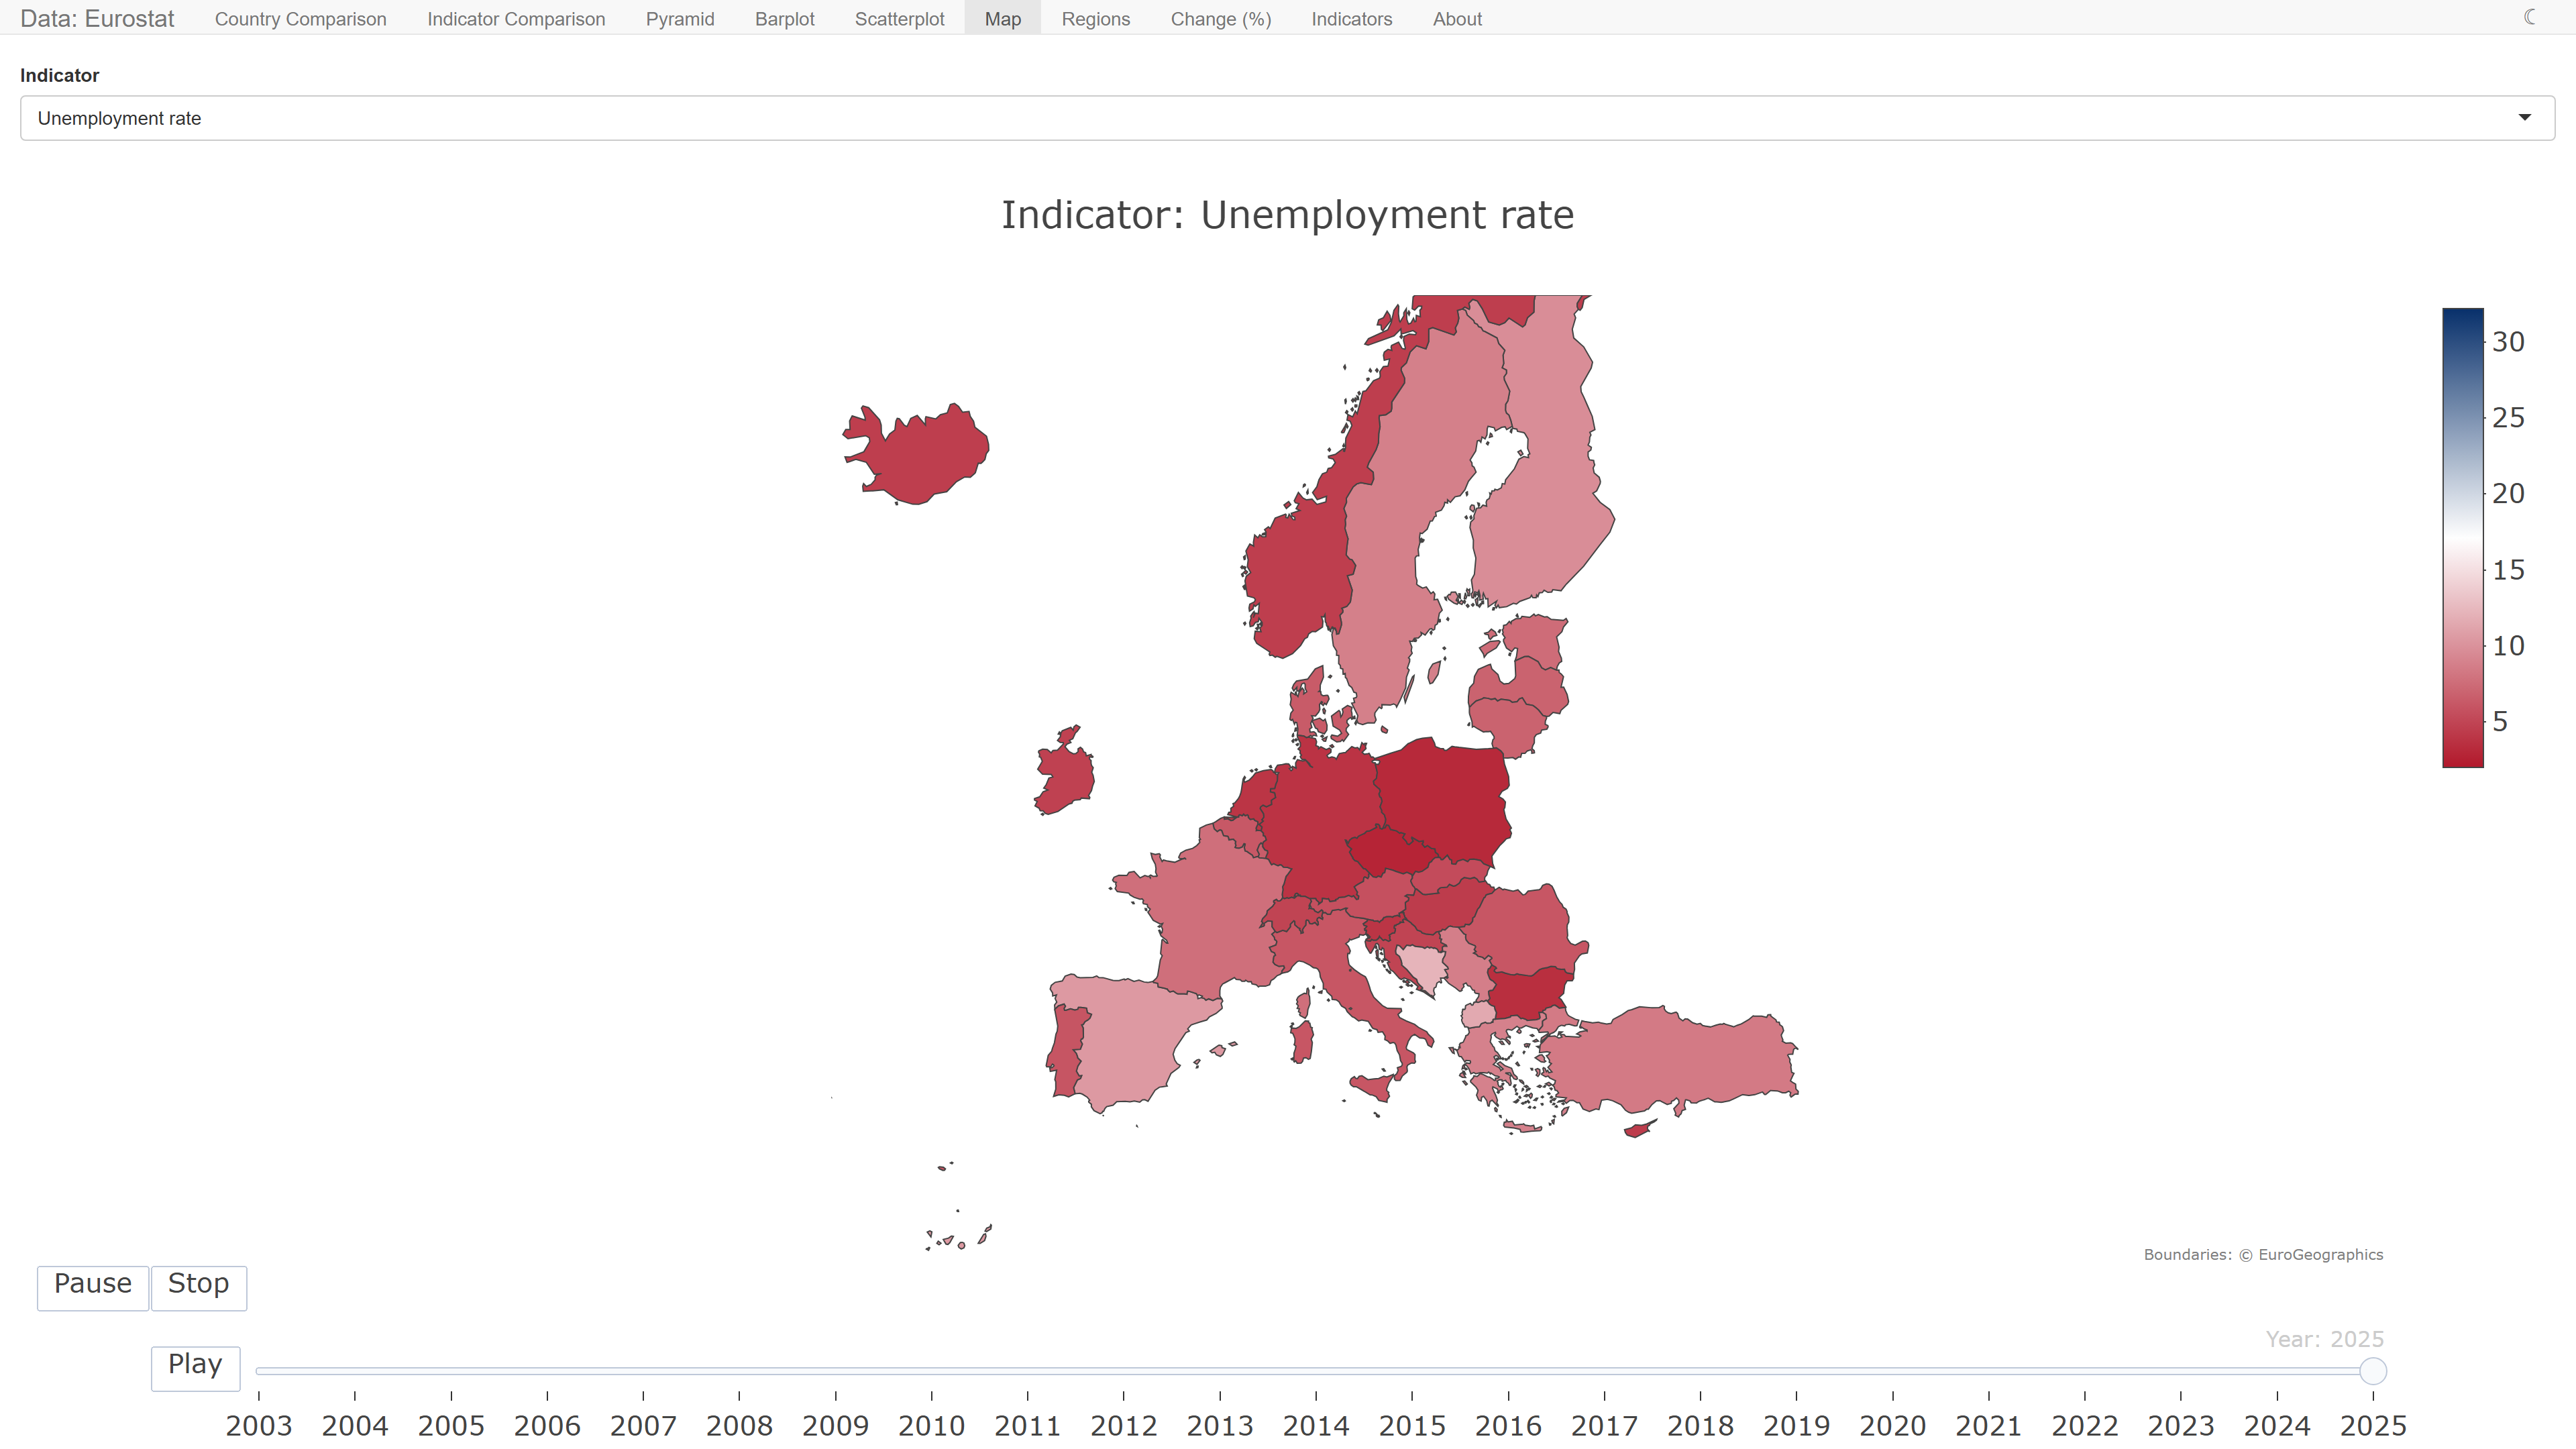 Data: Eurostat Country Comparison Indicator Comparison Pyramid Barplot Scatterplot Map Regions Change (%) Indicators About
Indicator
Unemployment rate
Indicator: Unemployment rate
30
25
20
15
10
5
Boundaries: © EuroGeographics
Pause Stop
Year: 2025
Play
2003 2004 2005 2006 2007 2008 2009 2010 2011 2012 2013 2014 2015 2016 2017 2018 2019 2020 2021 2022 2023 2024 2025